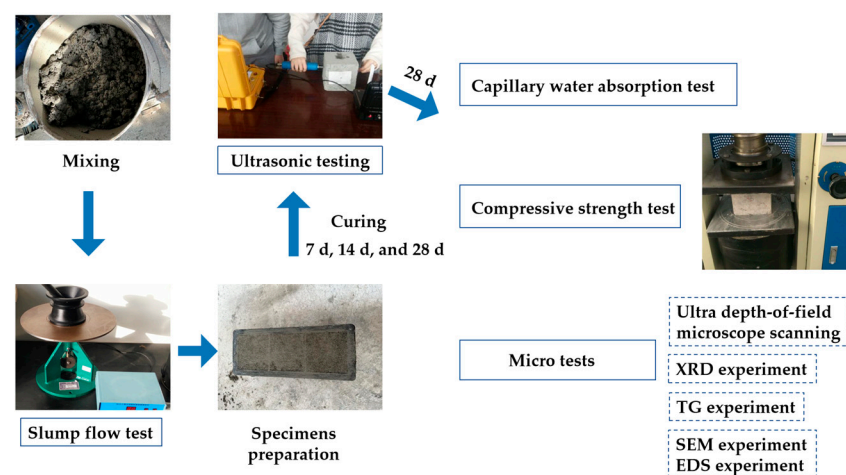 Mixing
Slump flow test
Specimens
preparation
Curing
7 d, 14 d, and 28 d
Ultrasonic testing
28 d
Capillary water absorption test
Compressive strength test
Micro tests
Ultra depth-of-field
microscope scanning
XRD experiment
TG experiment
SEM experiment
EDS experiment